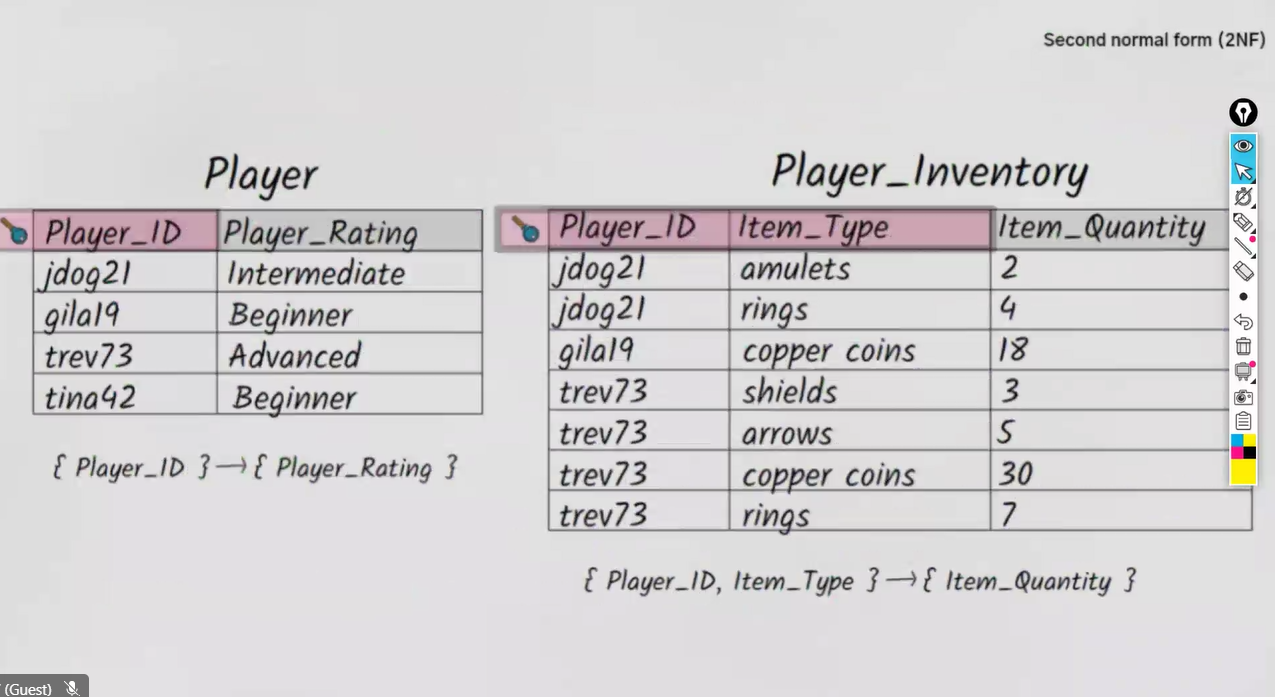 Second normal form (2NF)
Player
Player_ID Player_Rating
jdog21 Intermediate
gila19 Beginner
trev73 Advanced
tina42 Beginner
{ Player_ID } → { Player_Rating }
Player_Inventory
Player_ID Item_Type Item_Quantity
jdog21 amulets 2
jdog21 rings 4
gila19 copper coins 18
trev73 shields 3
trev73 arrows 5
trev73 copper coins 30
trev73 rings 7
{ Player_ID, Item_Type } → { Item_Quantity }
(Guest)